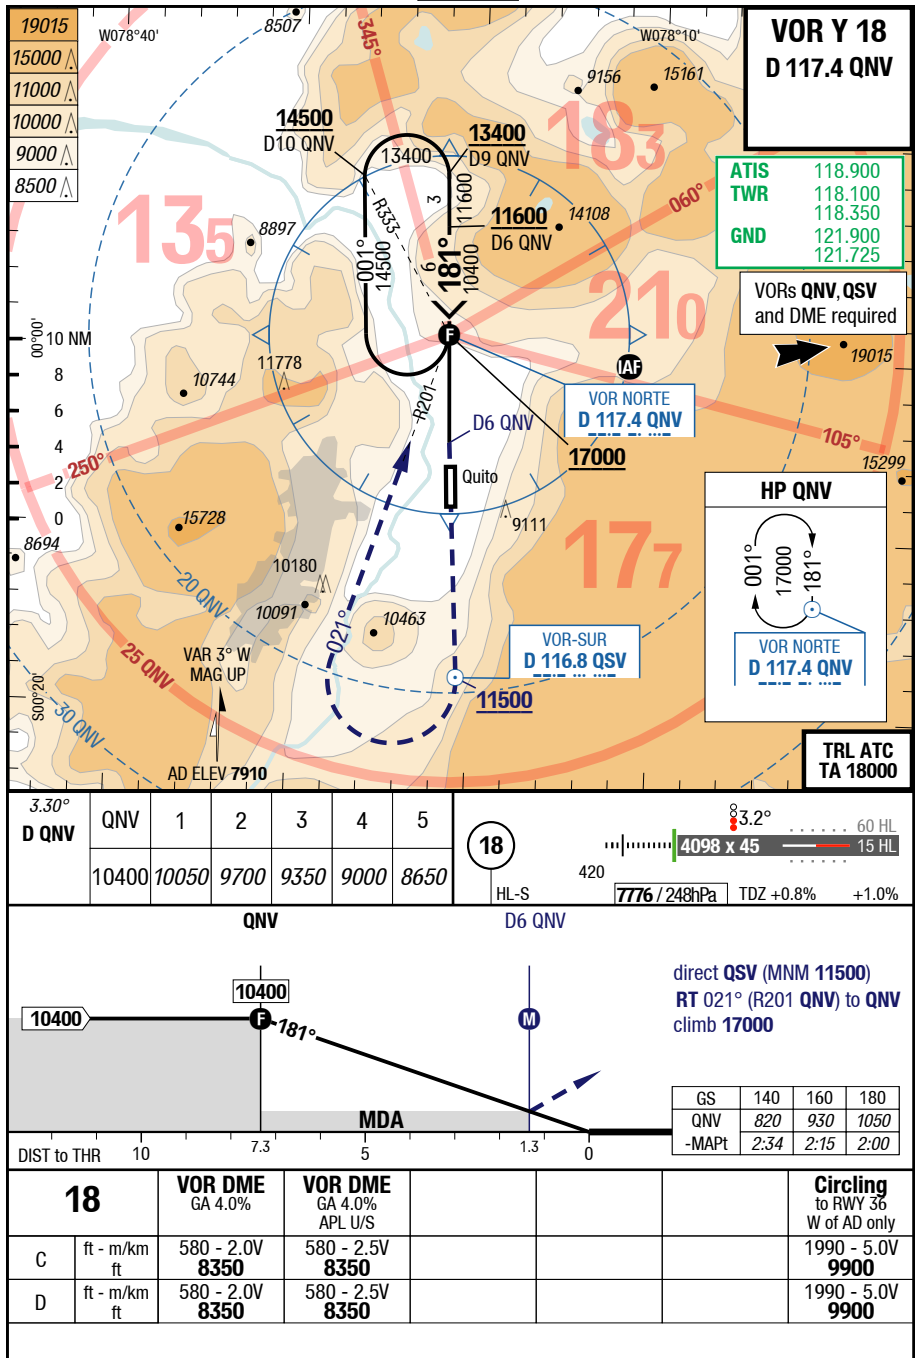 19015
15000
11000
10000
9000
8500
W078°40'
8507
345°
W078°10'
VOR Y 18
D 117.4 QNV
9156
15161
183
14500
D10 QNV
13400
D9 QNV
13400
ATIS 118.900
TWR 118.100
118.350
GND 121.900
121.725
135
8897
R333
3
11600
11600
D6 QNV
14108
060°
001°
14500
6
181°
10400
210
VORs QNV, QSV
and DME required
19015
00°00'
10 NM
8
6
4
2
0
F
IAF
11778
10744
R201
VOR NORTE
D 117.4 QNV
D6 QNV
17000
105°
15299
250°
Quito
HP QNV
001°
17000
181°
VOR NORTE
D 117.4 QNV
15728
9111
177
8694
10180
10091
20 QNV
021°
10463
VOR-SUR
D 116.8 QSV
11500
25 QNV
VAR 3° W
MAG UP
S00°20'
30 QNV
AD ELEV 7910
TRL ATC
TA 18000
3.30°
D QNV
QNV 1 2 3 4 5
10400 10050 9700 9350 9000 8650
18
HL-S
3.2°
60 HL
4098 x 45
15 HL
420
7776 / 248hPa
TDZ +0.8%
+1.0%
QNV
D6 QNV
10400
10400
F
181°
M
direct QSV (MNM 11500)
RT 021° (R201 QNV) to QNV
climb 17000
MDA
GS 140 160 180
QNV 820 930 1050
-MAPt 2:34 2:15 2:00
DIST to THR 10 7.3 5 1.3 0
18
VOR DME
GA 4.0%
VOR DME
GA 4.0%
APL U/S
Circling
to RWY 36
W of AD only
C ft - m/km 580 - 2.0V 580 - 2.5V 1990 - 5.0V
ft 8350 8350 9900
D ft - m/km 580 - 2.0V 580 - 2.5V 1990 - 5.0V
ft 8350 8350 9900